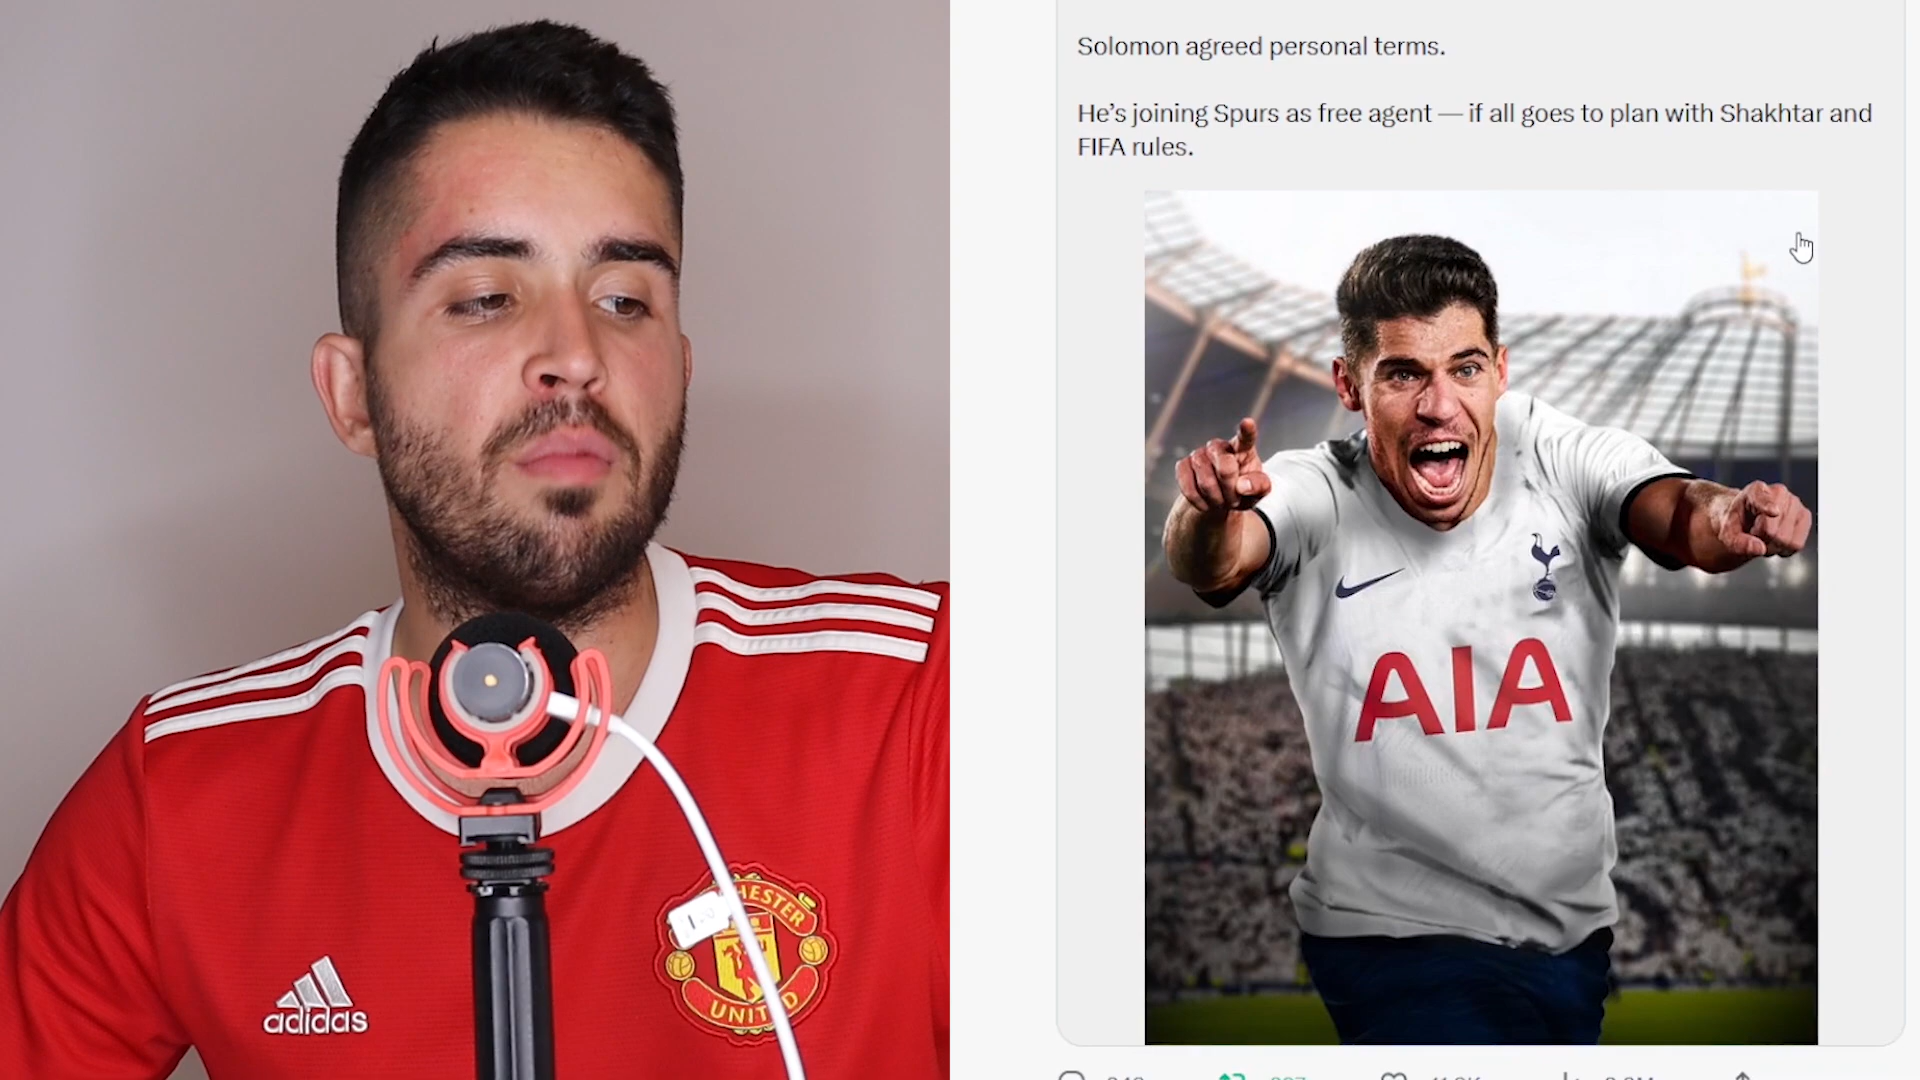 Solomon agreed personal terms.
He's joining Spurs as free agent — if all goes to plan with Shakhtar and
FIFA rules.
AIA
adidas
UNITED